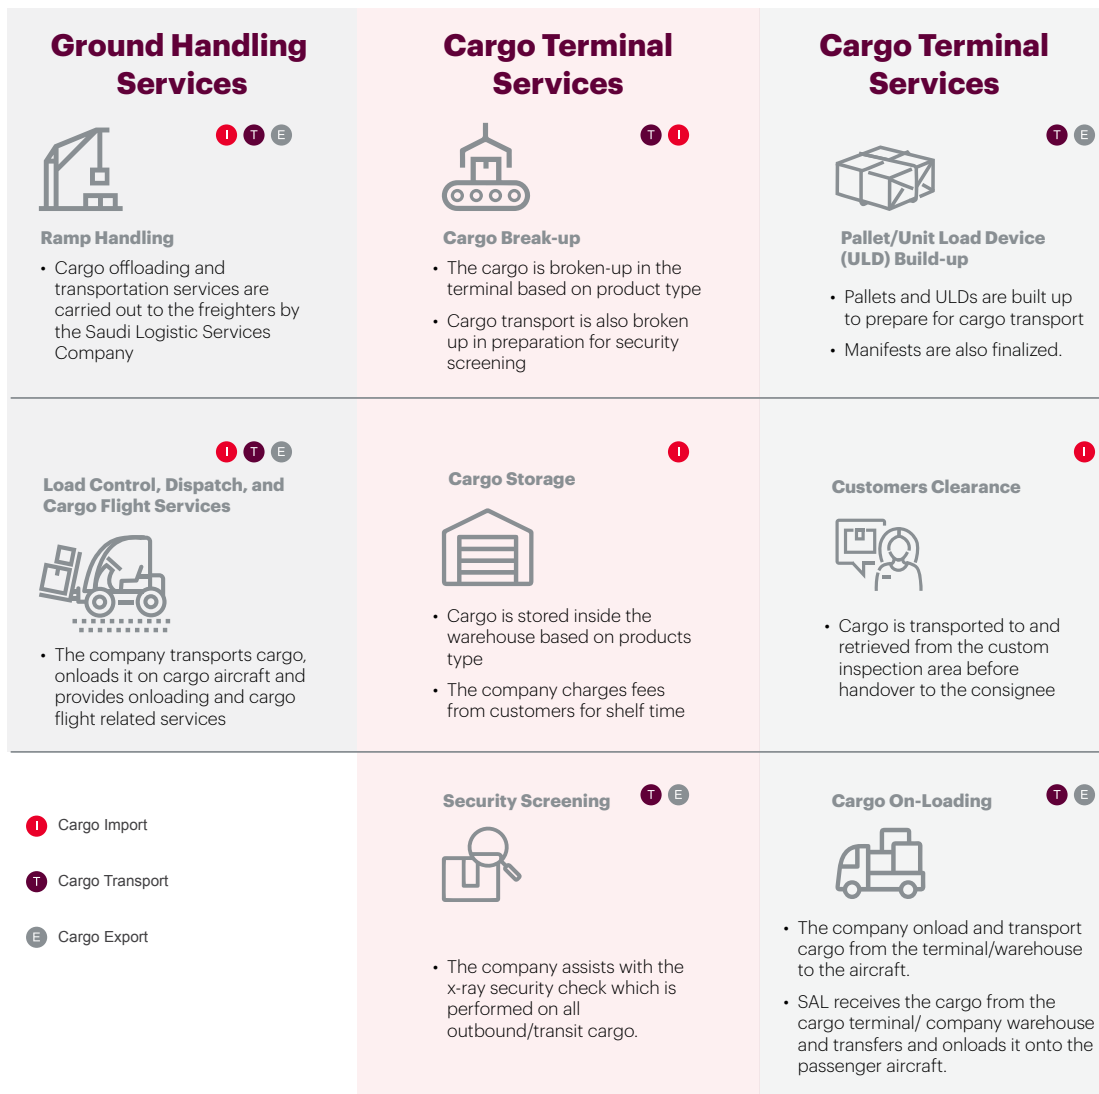 Ground Handling
Services
I T E
Ramp Handling
• Cargo offloading and
transportation services are
carried out to the freighters by
the Saudi Logistic Services
Company
Cargo Terminal
Services
T I
Cargo Break-up
• The cargo is broken-up in the
terminal based on product type
• Cargo transport is also broken
up in preparation for security
screening
Cargo Terminal
Services
T E
Pallet/Unit Load Device
(ULD) Build-up
• Pallets and ULDs are built up
to prepare for cargo transport
• Manifests are also finalized.
I T E
Load Control, Dispatch, and
Cargo Flight Services
• The company transports cargo,
onloads it on cargo aircraft and
provides onloading and cargo
flight related services
I
Cargo Storage
• Cargo is stored inside the
warehouse based on products
type
• The company charges fees
from customers for shelf time
I
Customers Clearance
• Cargo is transported to and
retrieved from the custom
inspection area before
handover to the consignee
I Cargo Import
T Cargo Transport
E Cargo Export
Security Screening T E
• The company assists with the
x-ray security check which is
performed on all
outbound/transit cargo.
Cargo On-Loading T E
• The company onload and transport
cargo from the terminal/warehouse
to the aircraft.
• SAL receives the cargo from the
cargo terminal/ company warehouse
and transfers and onloads it onto the
passenger aircraft.